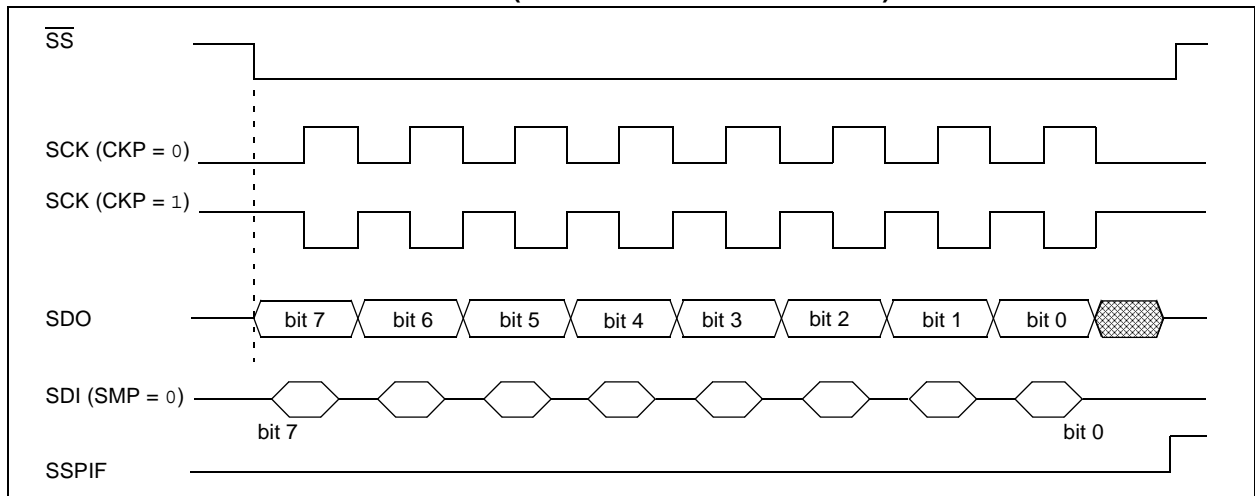 SS
SCK (CKP = 0)
SCK (CKP = 1)
SDO bit 7 bit 6 bit 5 bit 4 bit 3 bit 2 bit 1 bit 0
SDI (SMP = 0)
bit 7 bit 0
SSPIF